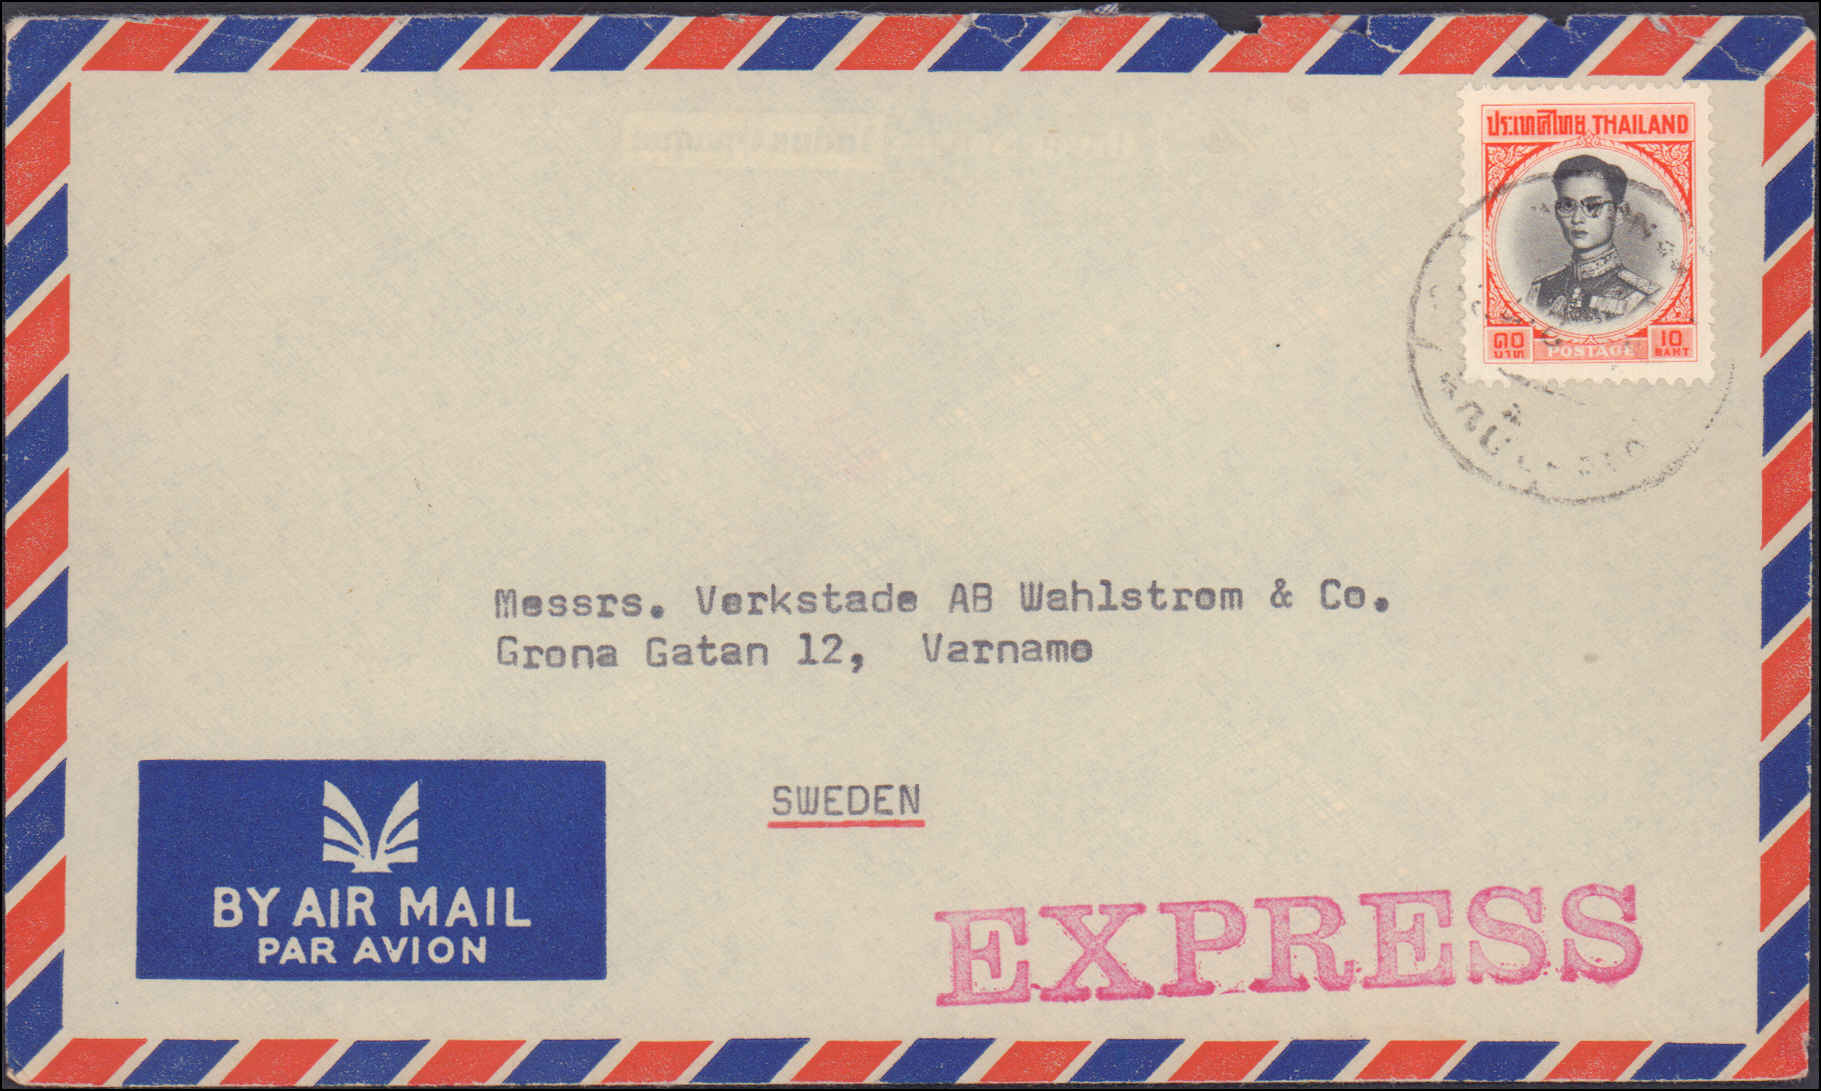 ประเทศไทย THAILAND
๑๐ บาท
POSTAGE
10 BAHT
Messrs. Verkstade AB Wahlstrom & Co.
Grona Gatan 12, Varnamo
SWEDEN
BY AIR MAIL
PAR AVION
EXPRESS